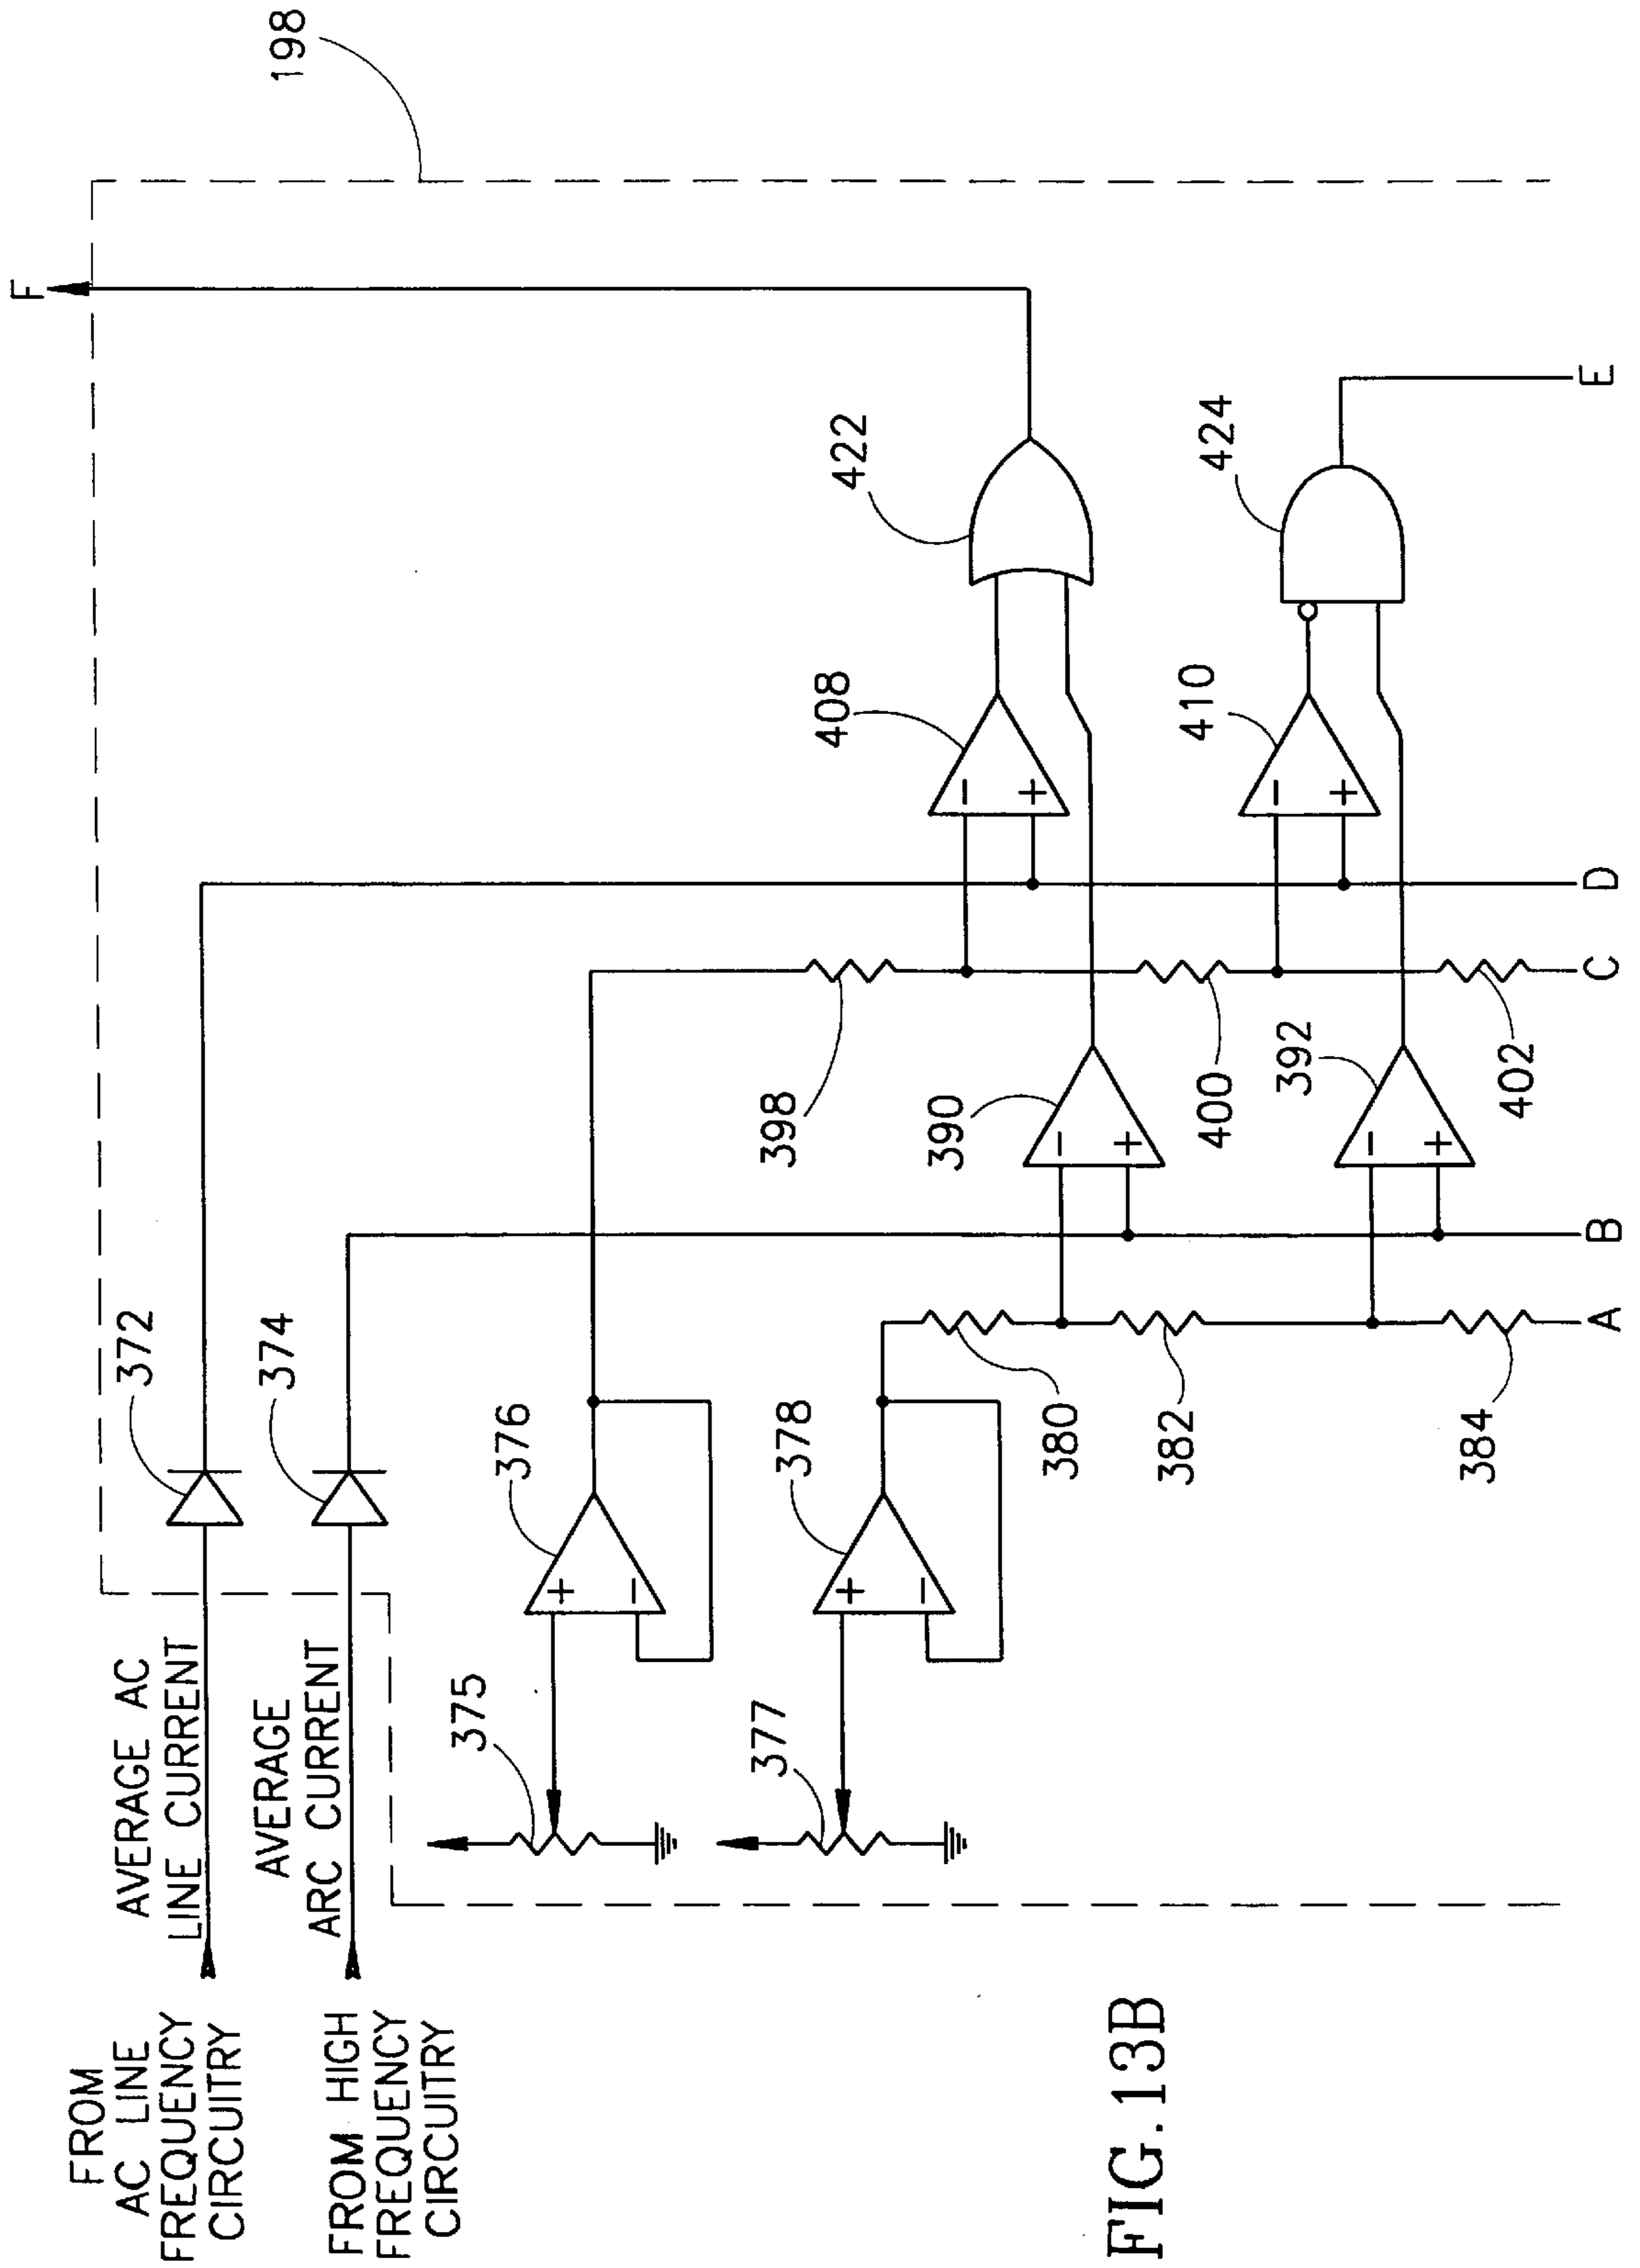 FROM
AC LINE
FREQUENCY
CIRCUITRY
AVERAGE AC
LINE CURRENT
372
198
F
FROM HIGH
FREQUENCY
CIRCUITRY
AVERAGE
ARC CURRENT
374
375
+
−
376
377
+
−
378
398
408
−
+
422
380
390
−
+
382
400
410
−
+
424
384
392
−
+
402
A
B
C
D
E
FIG.13B